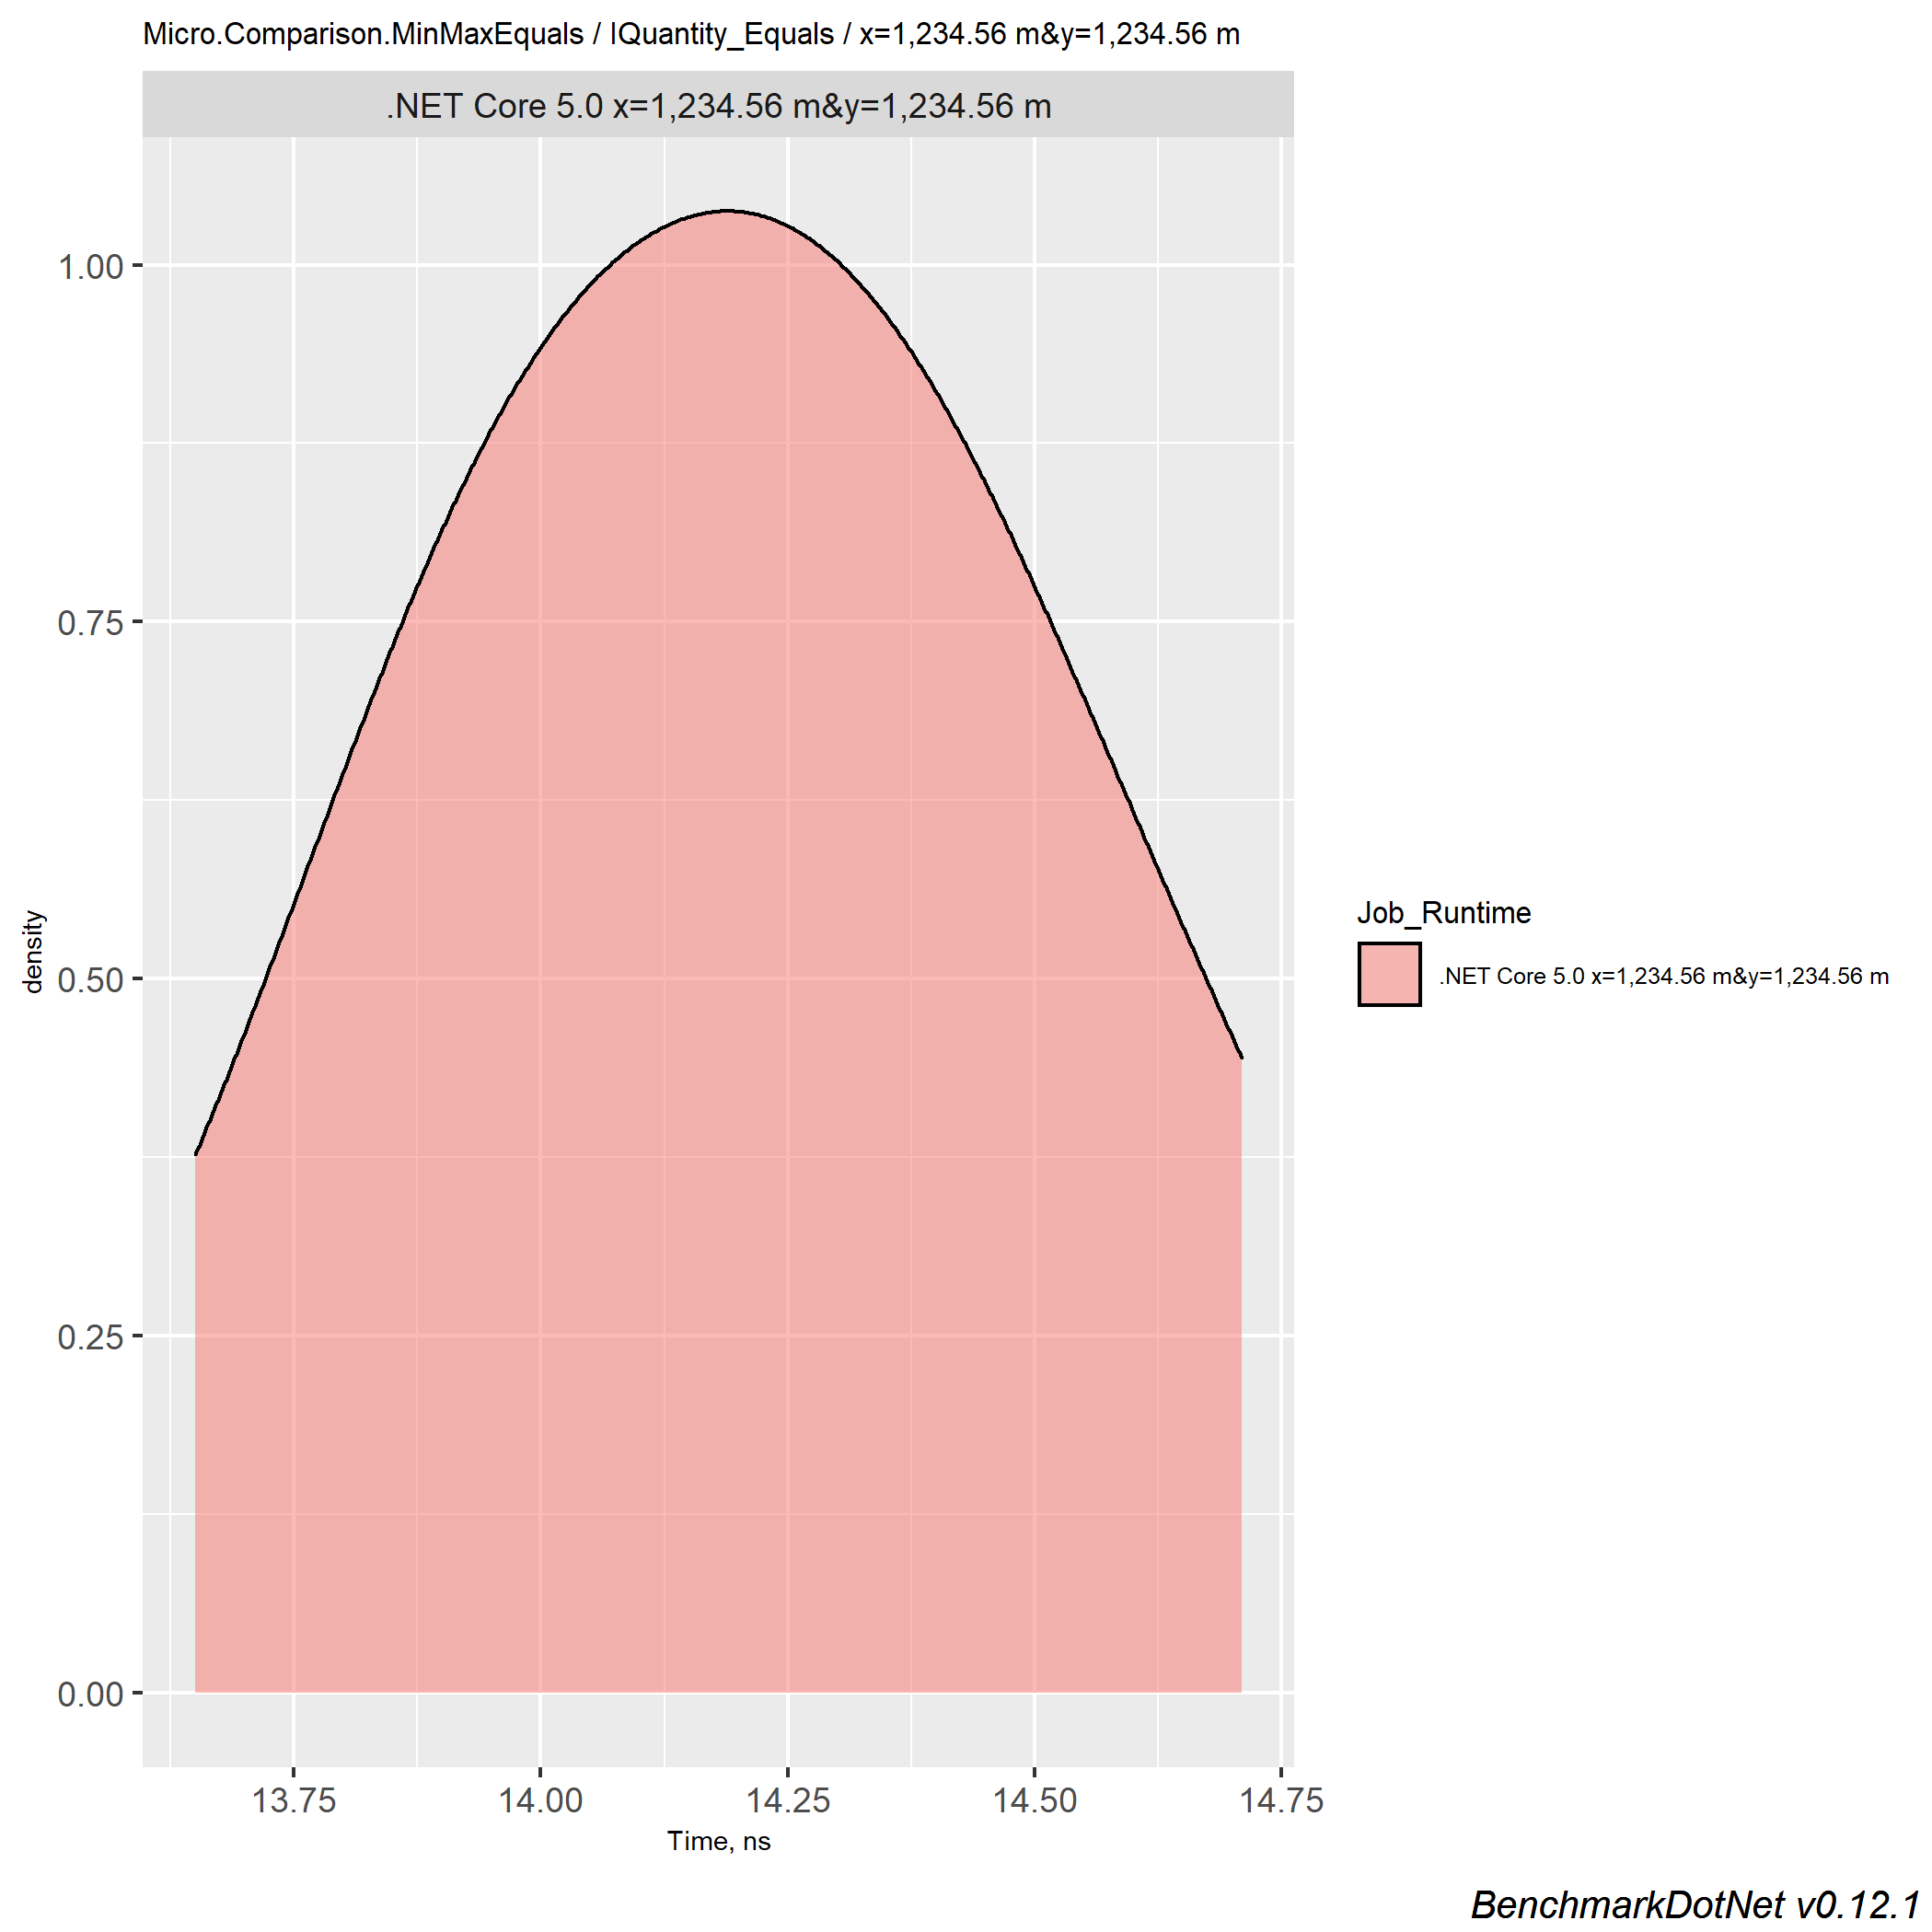 Micro.Comparison.MinMaxEquals / IQuantity_Equals / x=1,234.56 m&y=1,234.56 m
.NET Core 5.0 x=1,234.56 m&y=1,234.56 m
1.00
0.75
0.50
0.25
0.00
density
13.75 14.00 14.25 14.50 14.75
Time, ns
Job_Runtime
.NET Core 5.0 x=1,234.56 m&y=1,234.56 m
BenchmarkDotNet v0.12.1